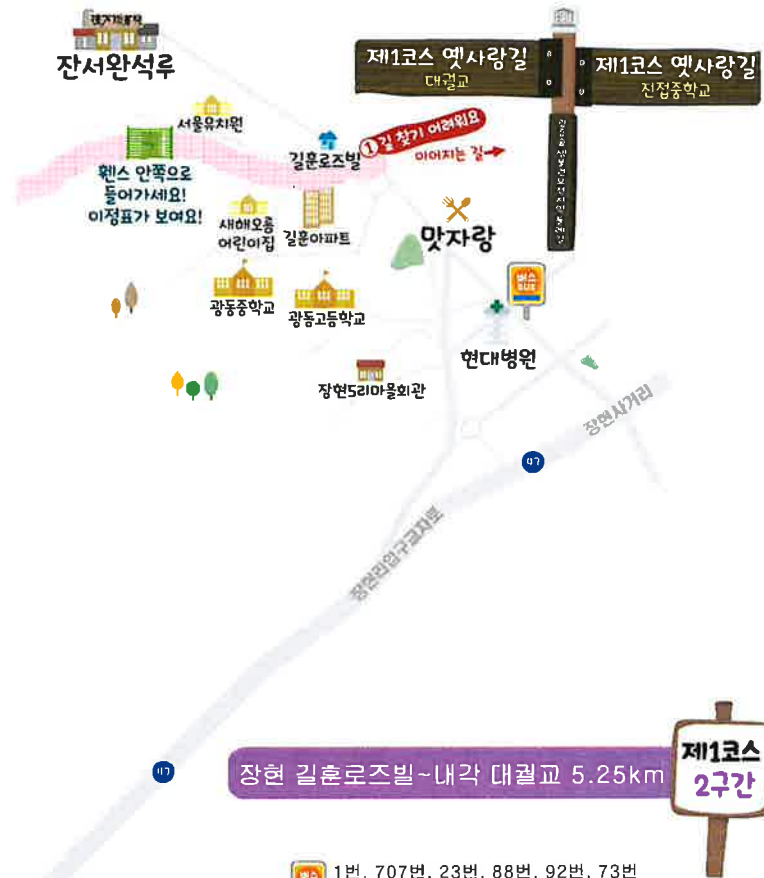 잔서완석루
제1코스 옛사랑길
대궐교
제1코스 옛사랑길
진접중학교
서울유치원
길훈로즈빌
1 길 찾기 어려워요
이어지는 길→
휀스 안쪽으로
들어가세요!
이정표가 보여요!
새해오름
어린이집
길훈아파트
맛자랑
광동중학교
광동고등학교
버스
BUS
현대병원
장현5리마을회관
장현사거리
47
장현리입구교차로
47
장현 길훈로즈빌~내각 대궐교 5.25km
제1코스
2구간
버스
1번, 707번, 23번, 88번, 92번, 73번